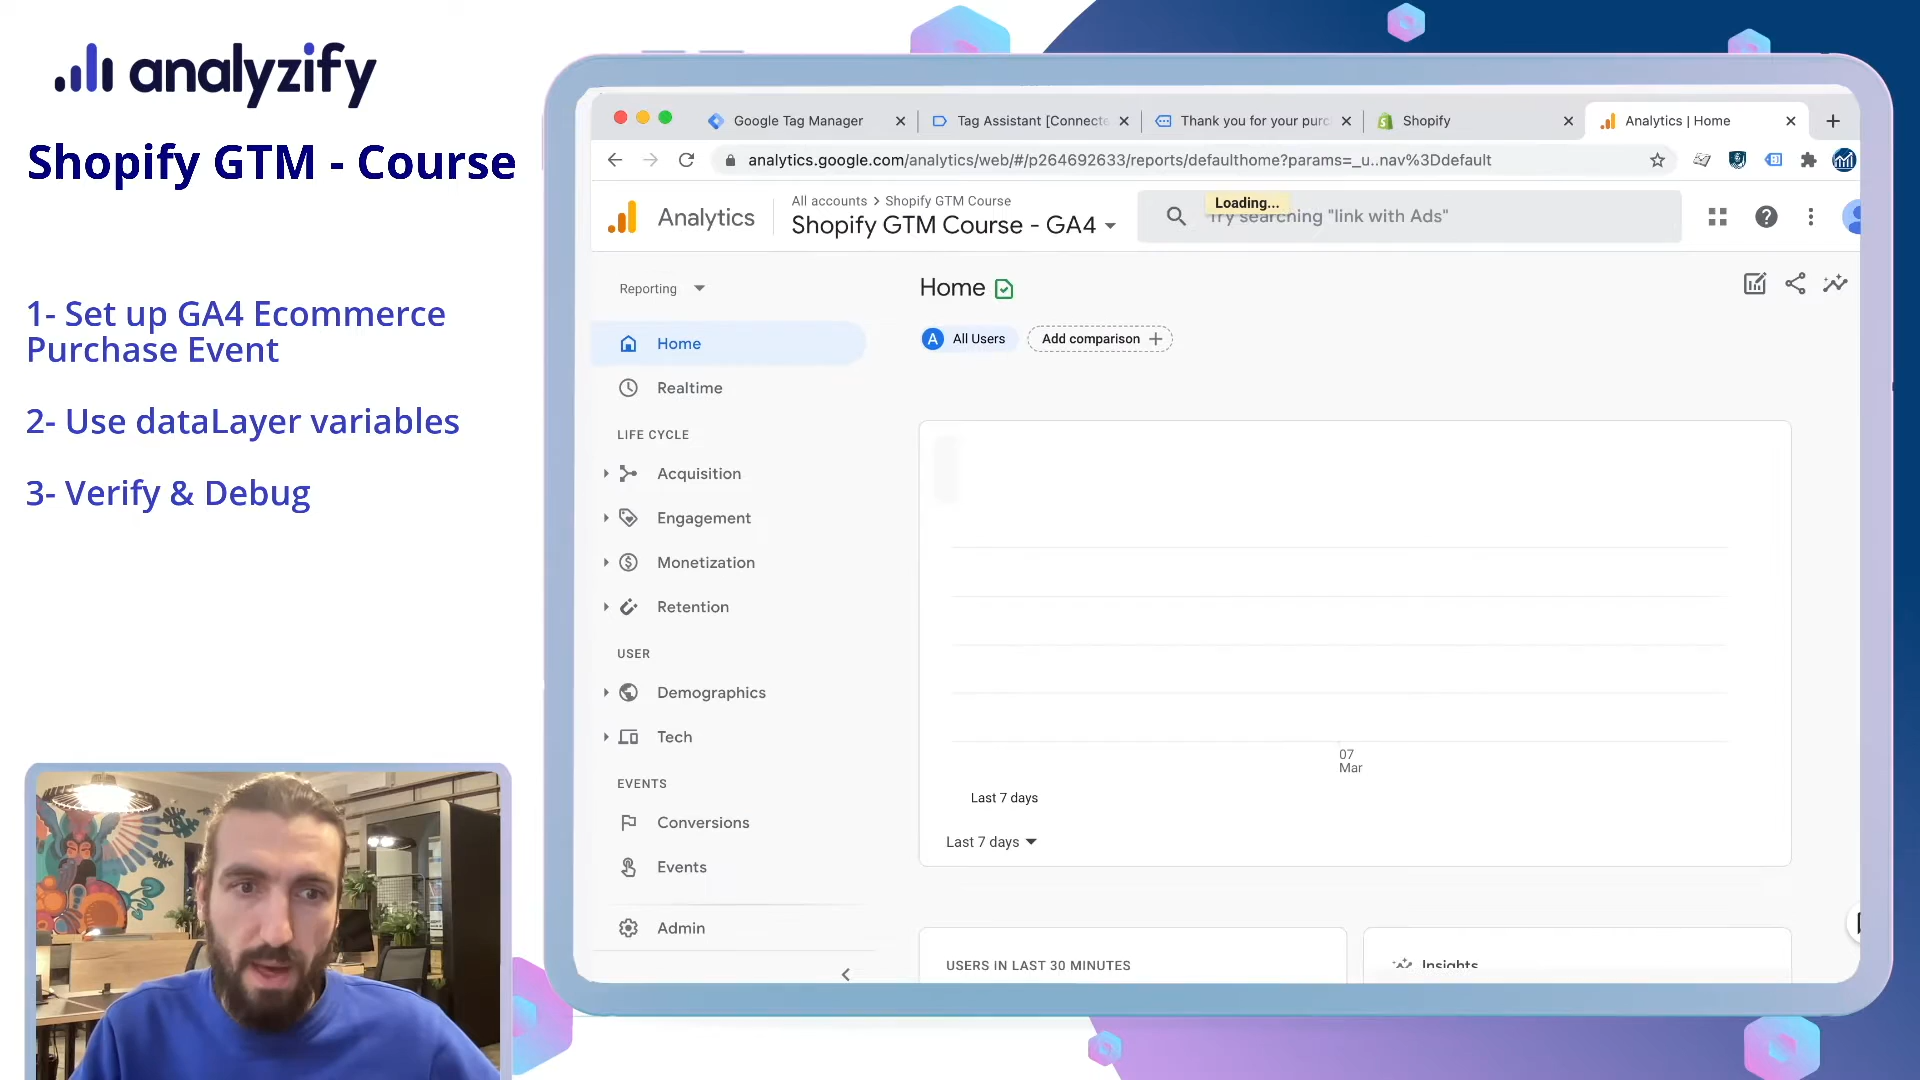 analyzify
Shopify GTM - Course
1- Set up GA4 Ecommerce
Purchase Event
2- Use dataLayer variables
3- Verify & Debug
Google Tag Manager
Tag Assistant [Connecte
Thank you for your purc
Shopify
Analytics | Home
analytics.google.com/analytics/web/#/p264692633/reports/defaulthome?params=_u..nav%3Ddefault
Analytics
All accounts > Shopify GTM Course
Shopify GTM Course - GA4
Loading...
Try searching "link with Ads"
Reporting
Home
Realtime
LIFE CYCLE
Acquisition
Engagement
Monetization
Retention
USER
Demographics
Tech
EVENTS
Conversions
Events
Admin
Home
A All Users
Add comparison +
07
Mar
Last 7 days
Last 7 days
USERS IN LAST 30 MINUTES
Insights